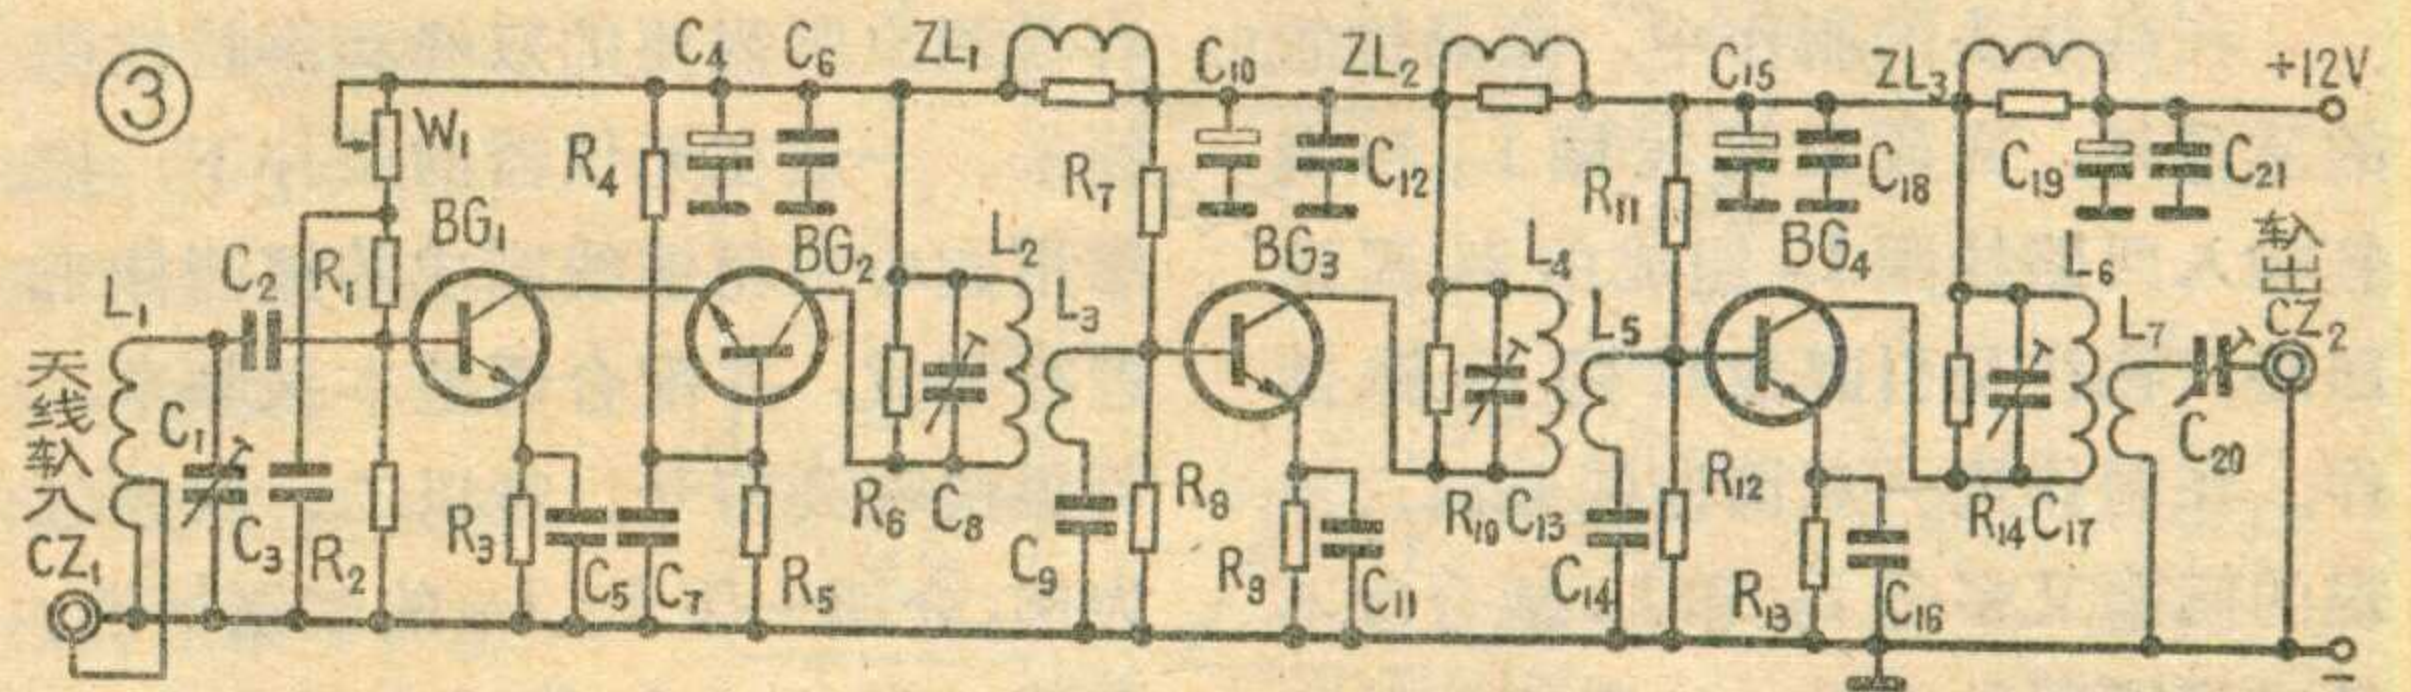 ③
C₄ C₆ ZL₁ C₁₀ ZL₂ C₁₅ ZL₃ +12V
W₁ R₄ R₇ C₁₂ R₁₁ C₁₈ C₁₉ C₂₁
BG₁ BG₂ L₂ BG₃ L₄ BG₄ L₆ 输出
L₁ C₂ R₁ L₃ L₅ L₇ CZ₂
天线输入
C₁ C₂₀
CZ₁ C₃ R₂ R₃ C₅ C₇ R₅ R₆ C₈ C₉ R₈ R₉ C₁₁ R₁₀ C₁₃ C₁₄ R₁₂ R₁₃ C₁₆ R₁₄ C₁₇
−